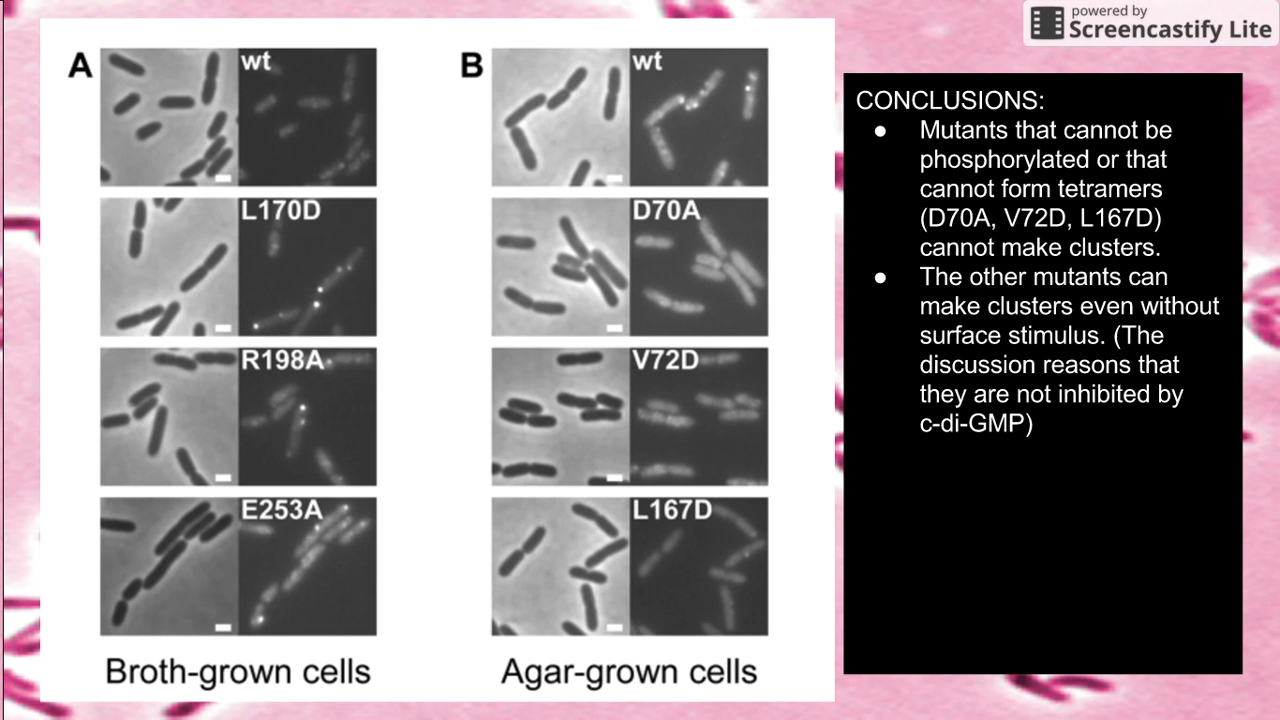 powered by
Screencastify Lite
A
wt
L170D
R198A
E253A
Broth-grown cells
B
wt
D70A
V72D
L167D
Agar-grown cells
CONCLUSIONS:
● Mutants that cannot be
phosphorylated or that
cannot form tetramers
(D70A, V72D, L167D)
cannot make clusters.
● The other mutants can
make clusters even without
surface stimulus. (The
discussion reasons that
they are not inhibited by
c-di-GMP)